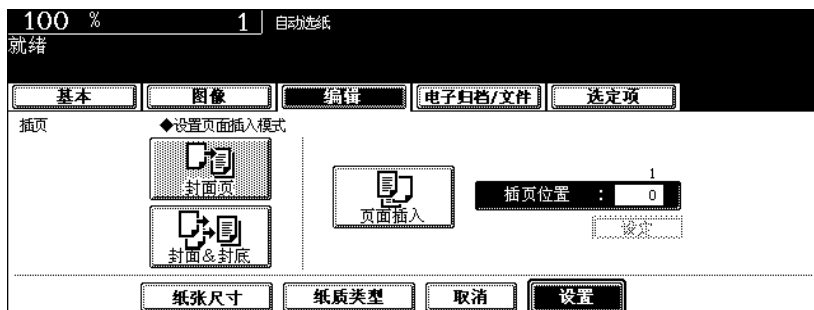 100 % 1 自动选纸
就绪
基本 图像 编辑 电子归档/文件 选定项
插页 ◆设置页面插入模式
封面页
1
页面插入 插页位置 : 0
设定
封面&封底
纸张尺寸 纸质类型 取消 设置